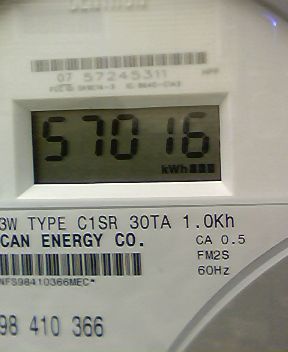 07 57245311
57016
kWh
3W TYPE C1SR 30TA 1.0Kh
CAN ENERGY CO.
CA 0.5
FM2S
60Hz
NFS98410366MEC*
98 410 366